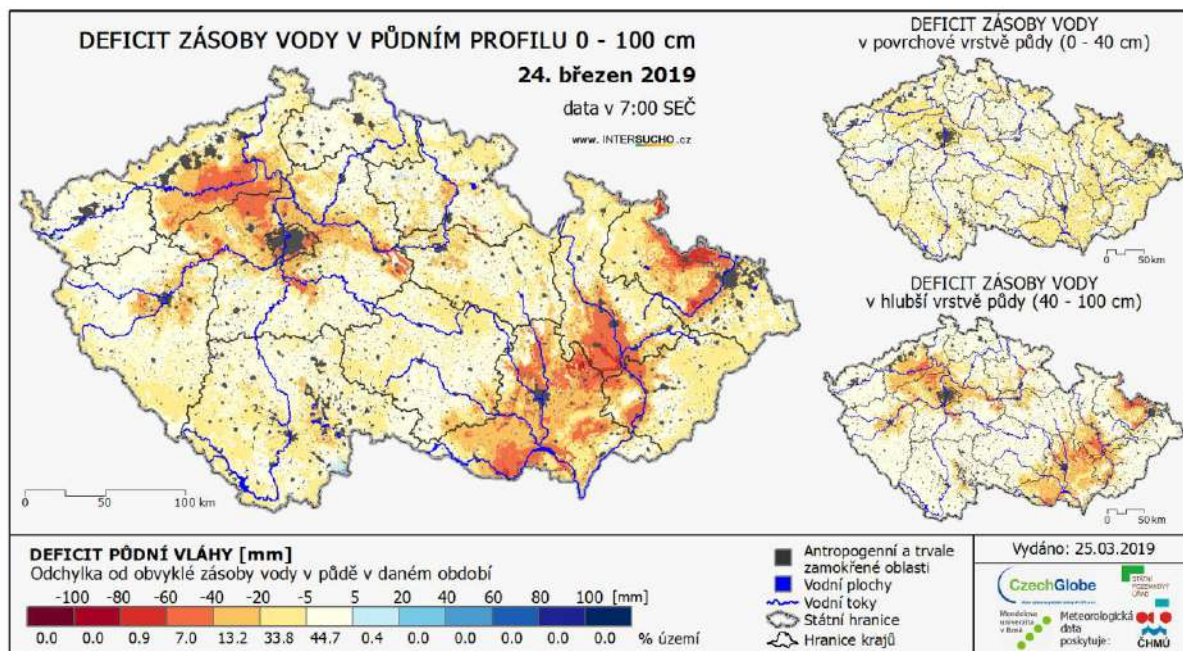 DEFICIT ZÁSOBY VODY V PŮDNÍM PROFILU 0 - 100 cm
24. březen 2019
data v 7:00 SEČ
www. INTERSUCHO.cz
0 50 100 km
DEFICIT ZÁSOBY VODY
v povrchové vrstvě půdy (0 - 40 cm)
0 50 km
DEFICIT ZÁSOBY VODY
v hlubší vrstvě půdy (40 - 100 cm)
0 50 km
DEFICIT PŮDNÍ VLÁHY [mm]
Odchylka od obvyklé zásoby vody v půdě v daném období
-100 -80 -60 -40 -20 -5 5 20 40 60 80 100 [mm]
0.0 0.0 0.9 7.0 13.2 33.8 44.7 0.4 0.0 0.0 0.0 0.0 0.0 % území
Antropogenní a trvale
zamokřené oblasti
Vodní plochy
Vodní toky
Státní hranice
Hranice krajů
Vydáno: 25.03.2019
CzechGlobe
STÁTNÍ
POZEMKOVÝ
ÚŘAD
Mendelova
univerzita
v Brně
Meteorologická
data
poskytuje:
ČHMÚ